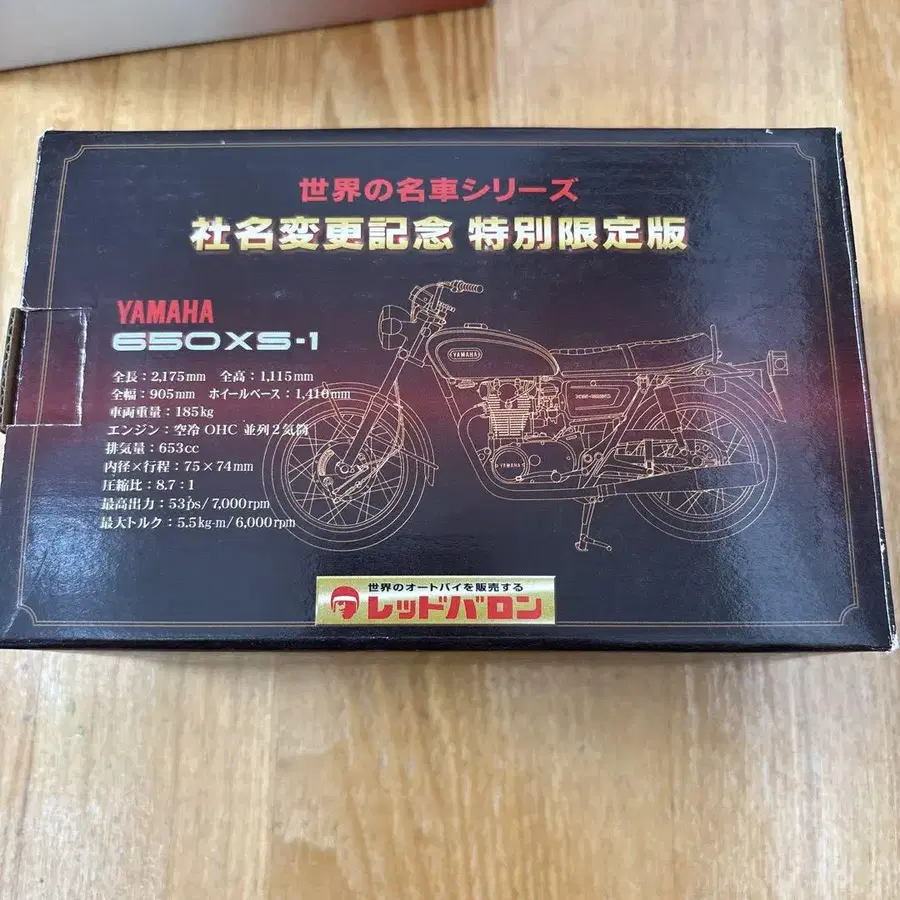 世界の名車シリーズ
社名変更記念 特別限定版
YAMAHA
650XS-1
全長：2,175mm 全高：1,115mm
全幅：905mm ホイールベース：1,410mm
車両重量：185kg
エンジン：空冷 OHC 並列2気筒
排気量：653cc
内径×行程：75×74mm
圧縮比：8.7：1
最高出力：53ps/7,000rpm
最大トルク：5.5kg-m/6,000rpm
YAMAHA
YAMAHA
世界のオートバイを販売する
レッドバロン